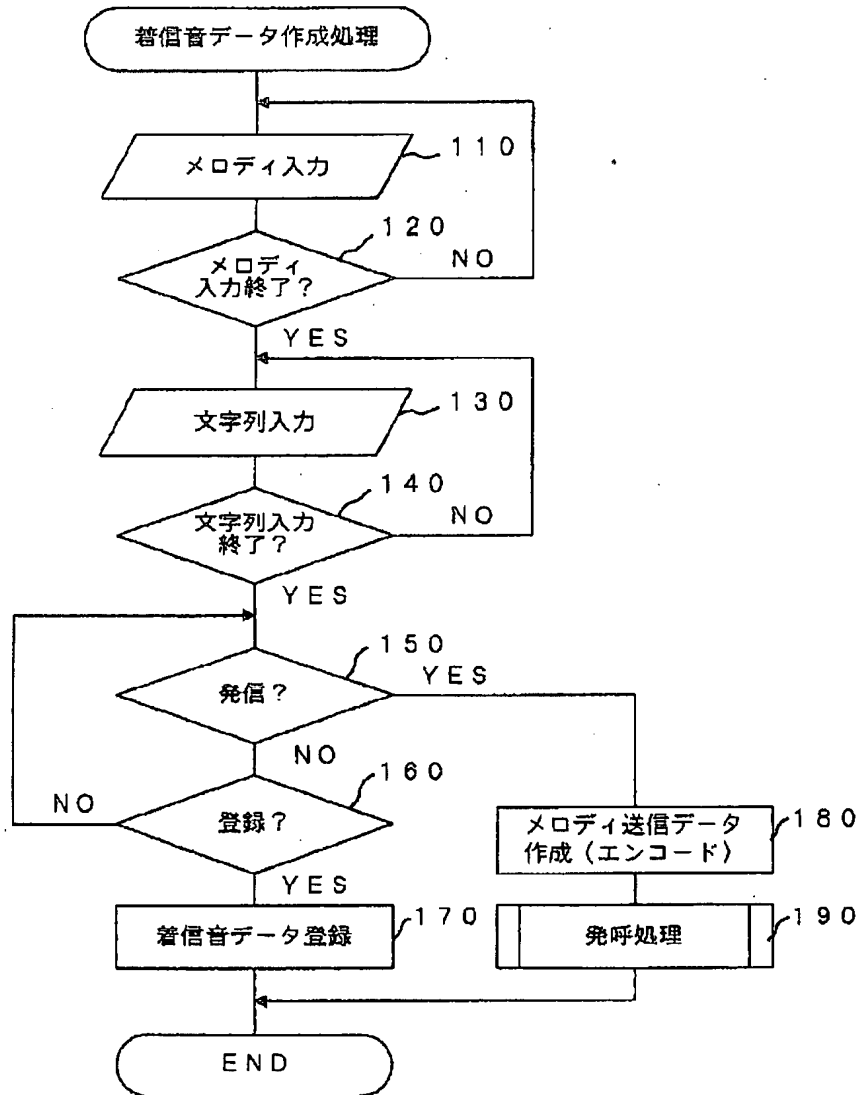 着信音データ作成処理
メロディ入力
110
120
メロディ
入力終了?
NO
YES
文字列入力
130
140
文字列入力
終了?
NO
YES
150
発信?
YES
NO
160
登録?
NO
YES
メロディ送信データ
作成(エンコード)
180
着信音データ登録
170
発呼処理
190
END